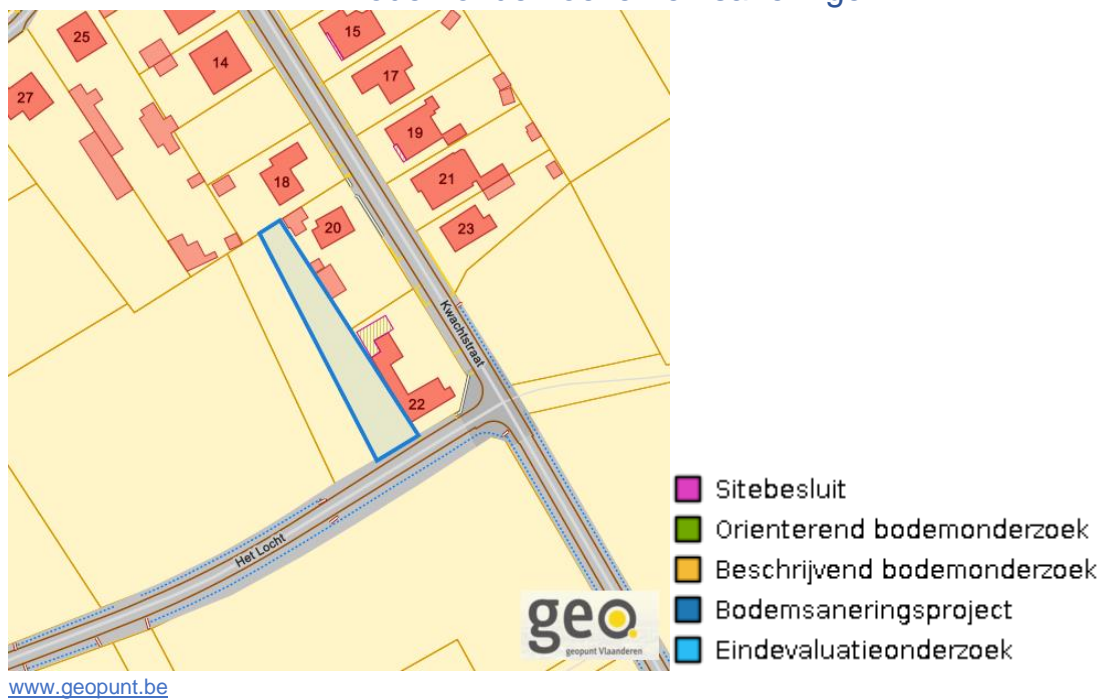 25
15
14
17
27
19
18
21
20
23
Kwachtstraat
22
Het Locht
Sitebesluit
Orienterend bodemonderzoek
Beschrijvend bodemonderzoek
Bodemsaneringsproject
Eindevaluatieonderzoek
geo
geopunt Vlaanderen
www.geopunt.be